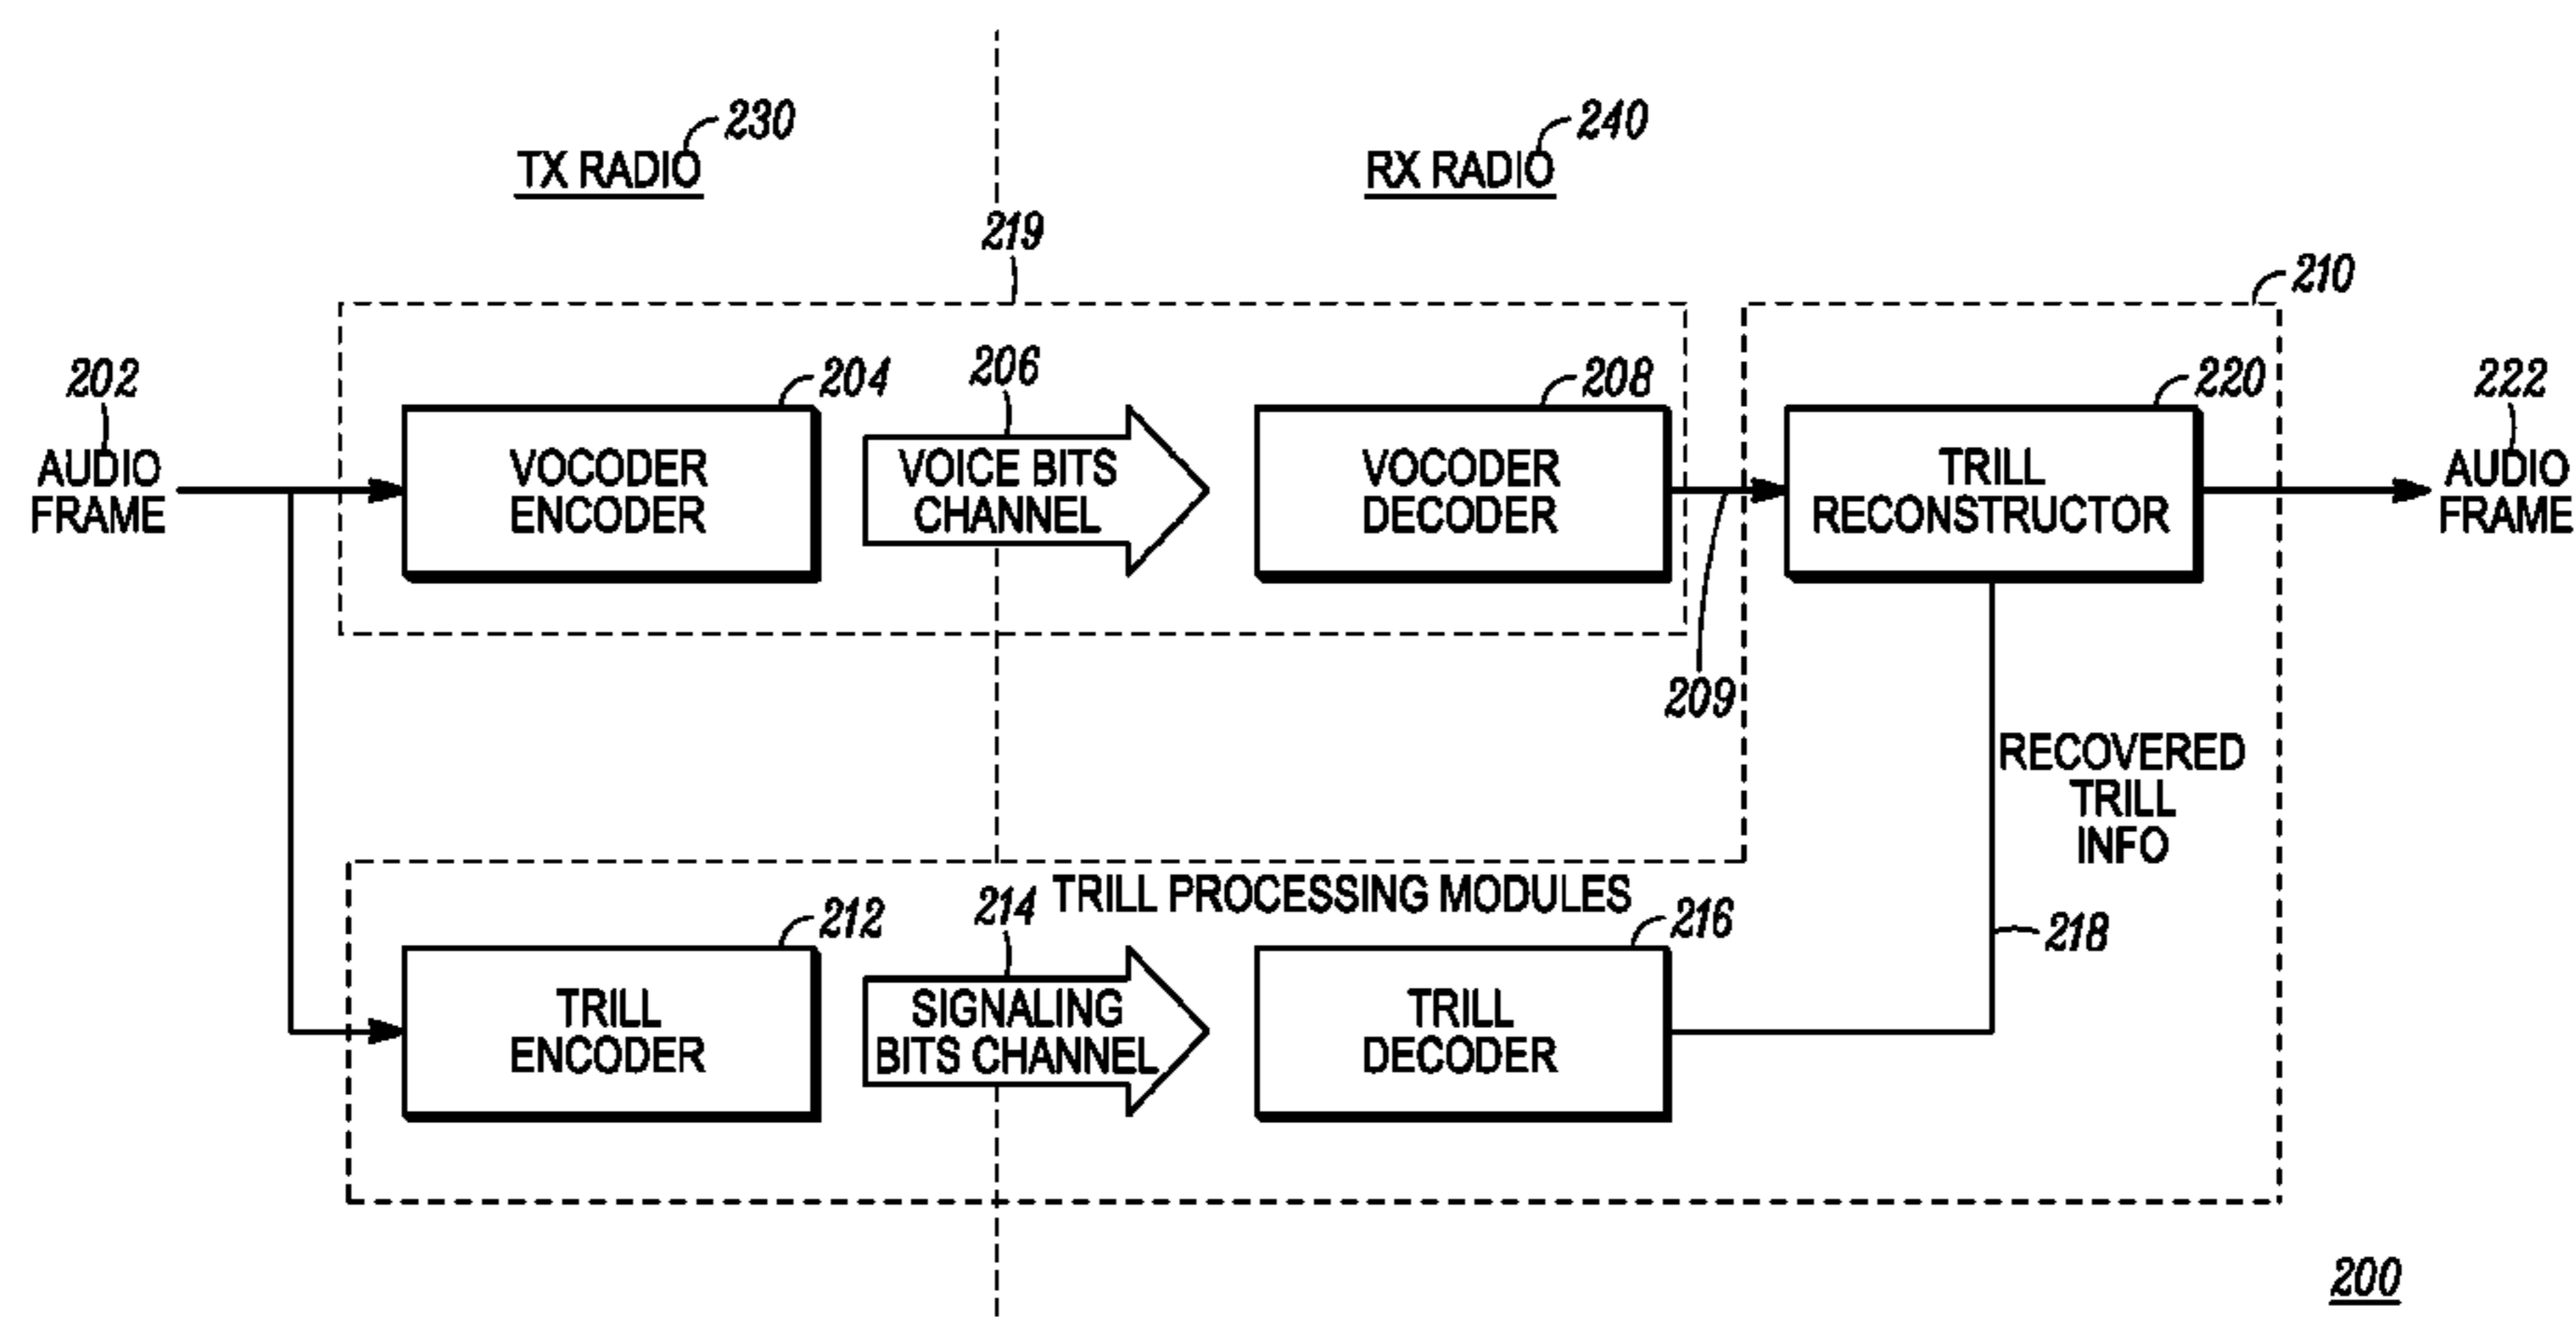 230
TX RADIO
240
RX RADIO
219
210
202
AUDIO
FRAME
204
VOCODER
ENCODER
206
VOICE BITS
CHANNEL
208
VOCODER
DECODER
209
220
TRILL
RECONSTRUCTOR
222
AUDIO
FRAME
RECOVERED
TRILL
INFO
218
TRILL PROCESSING MODULES
212
TRILL
ENCODER
214
SIGNALING
BITS CHANNEL
216
TRILL
DECODER
200